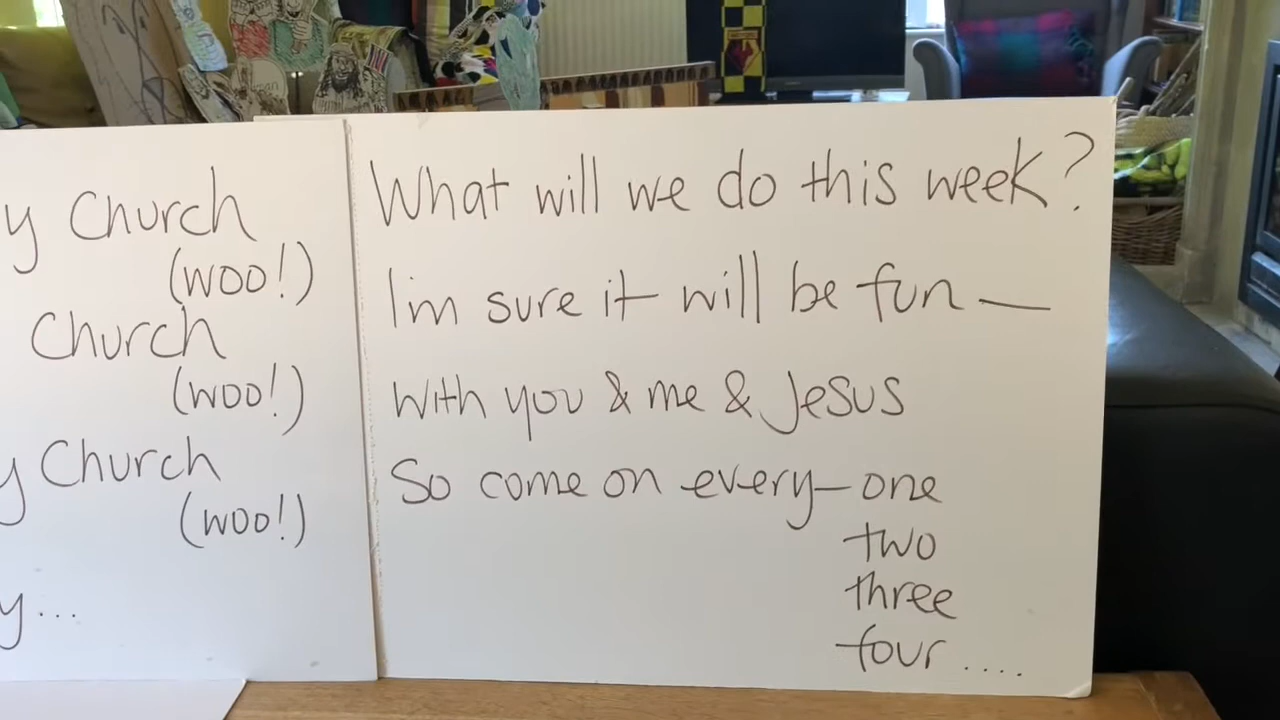 y Church
(woo!)
Church
(woo!)
y Church
(woo!)
y...
What will we do this week?
I'm sure it will be fun —
With you & me & Jesus
So come on every-one
two
three
four ....